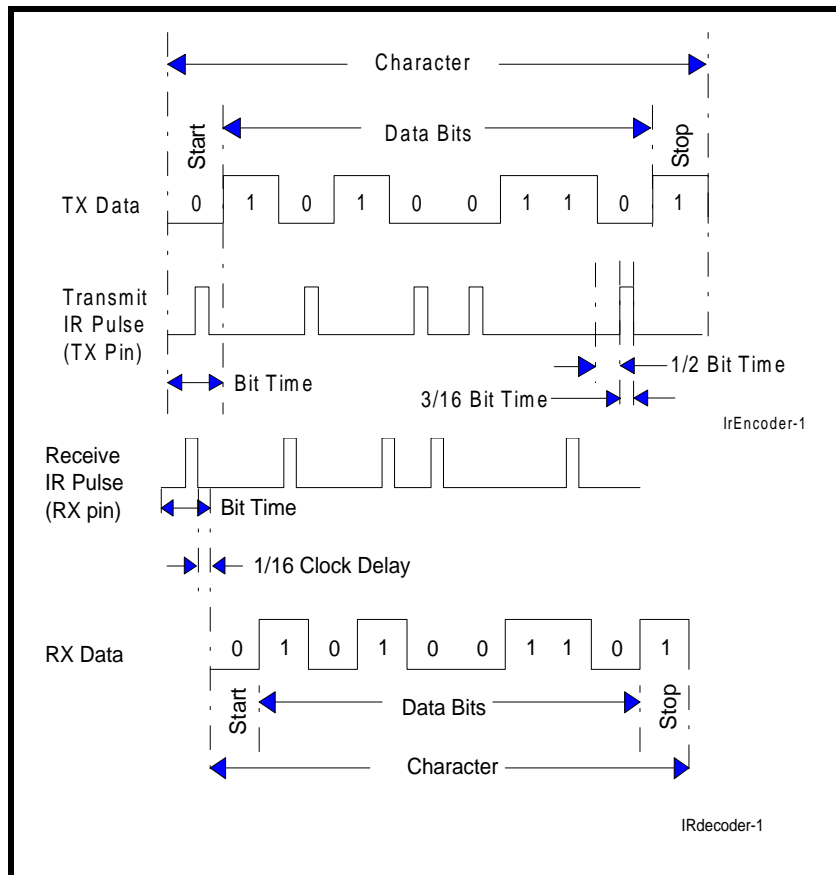 Character
Start
Data Bits
Stop
TX Data
0 1 0 1 0 0 1 1 0 1
Transmit
IR Pulse
(TX Pin)
Bit Time
1/2 Bit Time
3/16 Bit Time
IrEncoder-1
Receive
IR Pulse
(RX pin)
Bit Time
1/16 Clock Delay
RX Data
0 1 0 1 0 0 1 1 0 1
Start
Data Bits
Stop
Character
IRdecoder-1